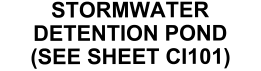 STORMWATER
DETENTION POND
(SEE SHEET CI101)